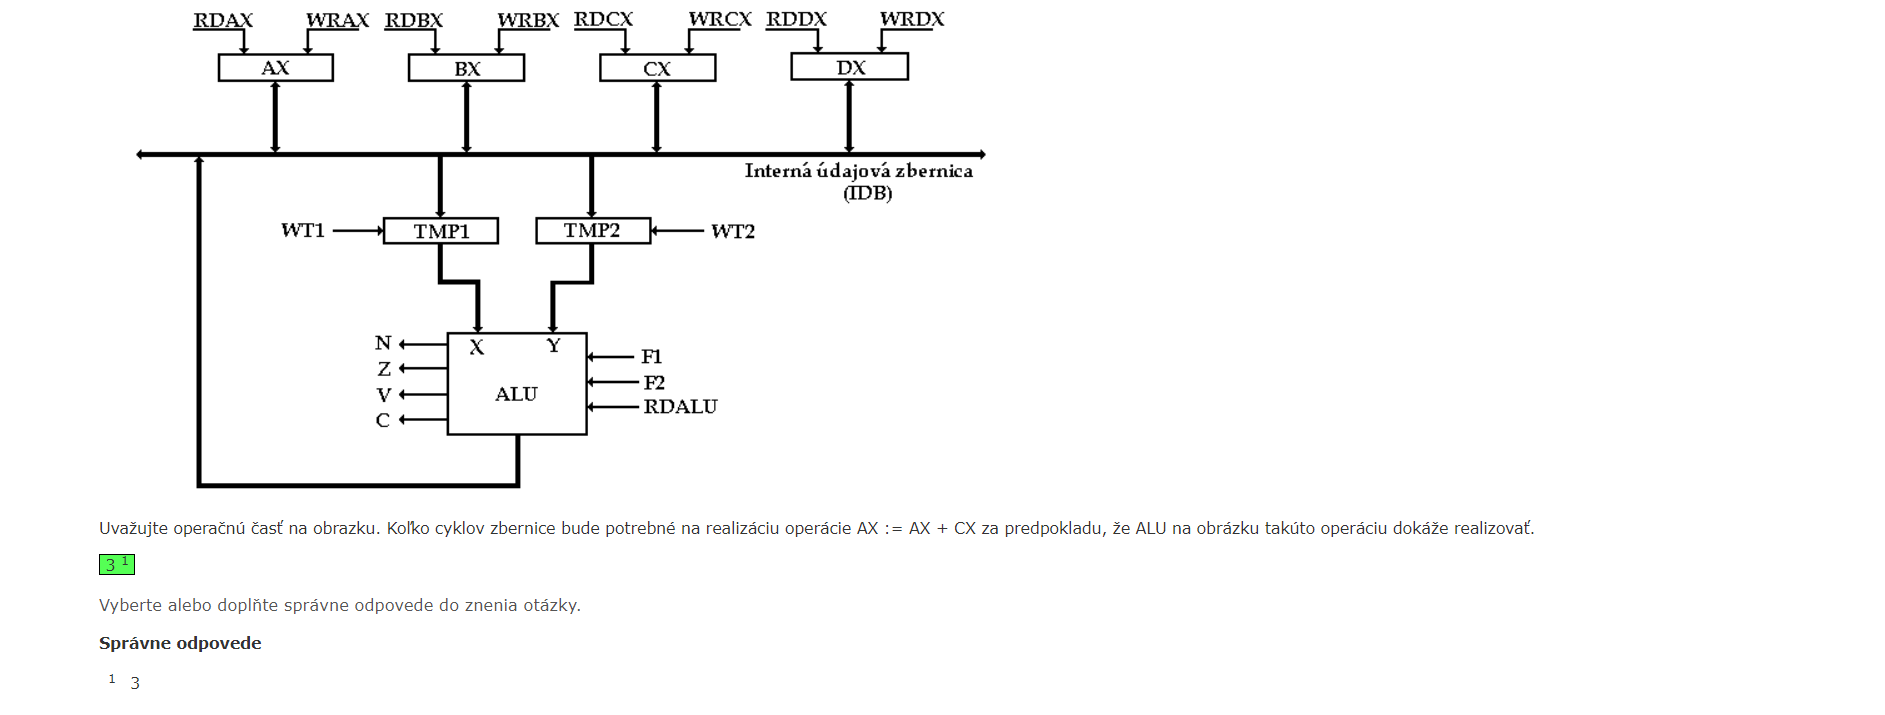 RDAX WRAX RDBX WRBX RDCX WRCX RDDX WRDX
AX BX CX DX
Interná údajová zbernica
(IDB)
WT1 TMP1 TMP2 WT2
N X Y F1
Z F2
V ALU RDALU
C
Uvažujte operačnú časť na obrazku. Koľko cyklov zbernice bude potrebné na realizáciu operácie AX := AX + CX za predpokladu, že ALU na obrázku takúto operáciu dokáže realizovať.
3 1
Vyberte alebo doplňte správne odpovede do znenia otázky.
Správne odpovede
1 3